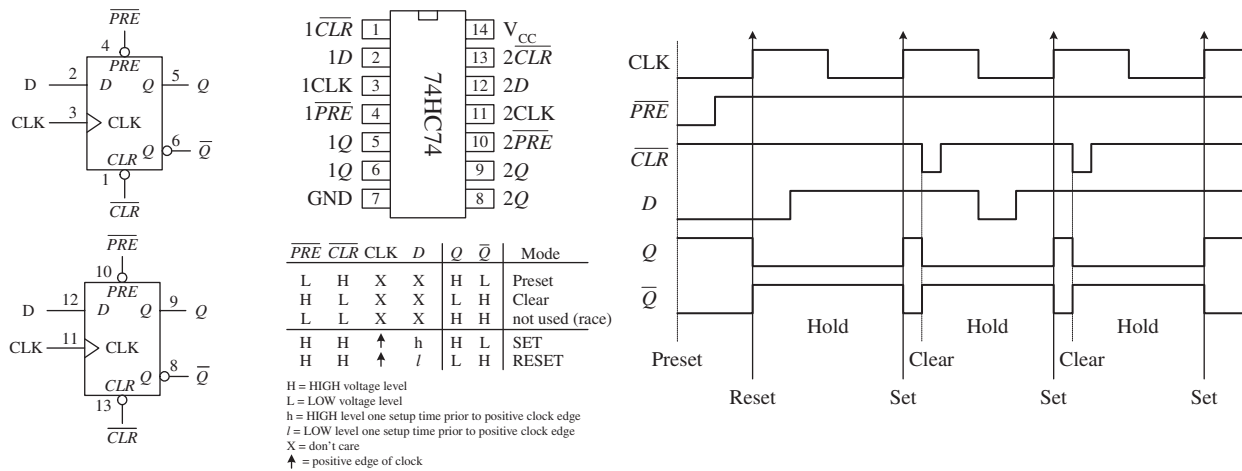 PRE
4
PRE
D 2 D Q 5 Q
CLK 3 CLK
Q 6 Q̅
CLR
1
CLR
PRE
10
PRE
D 12 D Q 9 Q
CLK 11 CLK
Q 8 Q̅
CLR
13
CLR
1CLR 1 14 VCC
1D 2 13 2CLR
1CLK 3 12 2D
1PRE 4 11 2CLK
1Q 5 10 2PRE
1Q 6 9 2Q
GND 7 8 2Q
74HC74
PRE CLR CLK D Q Q̅ Mode
L H X X H L Preset
H L X X L H Clear
L L X X H H not used (race)
H H ↑ h H L SET
H H ↑ l L H RESET
H = HIGH voltage level
L = LOW voltage level
h = HIGH level one setup time prior to positive clock edge
l = LOW level one setup time prior to positive clock edge
X = don't care
↑ = positive edge of clock
CLK
PRE
CLR
D
Q
Q̅
Hold Hold Hold
Preset Clear Clear
Reset Set Set Set